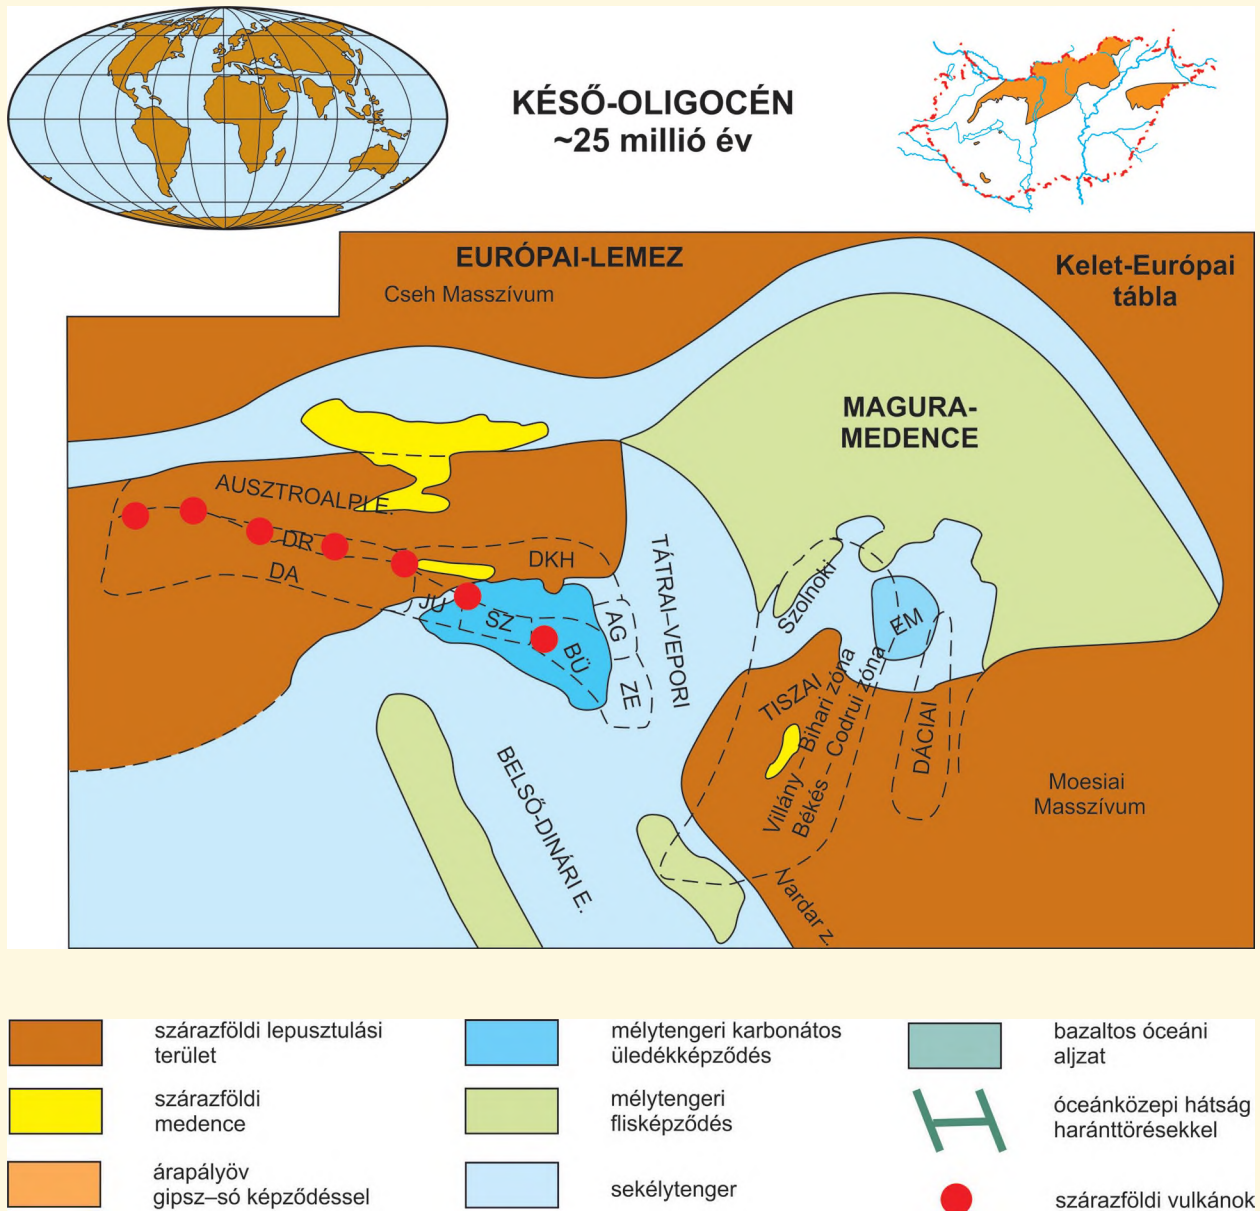 KÉSŐ-OLIGOCÉN
~25 millió év
EURÓPAI-LEMEZ
Cseh Masszívum
Kelet-Európai
tábla
MAGURA-
MEDENCE
AUSZTROALPI E.
DR
DA
DKH
JU
SZ
BÜ
AG
ZE
TÁTRAI–VEPORI
Szolnoki
EM
TISZAI
Villány – Bihari zóna
Békés – Codrui zóna
DÁCIAI
Moesiai
Masszívum
BELSŐ-DINÁRI E.
Vardar z.
szárazföldi lepusztulási
terület
szárazföldi
medence
árapályöv
gipsz–só képződéssel
mélytengeri karbonátos
üledékképződés
mélytengeri
flisképződés
sekélytenger
bazaltos óceáni
aljzat
óceánközepi hátság
haránttörésekkel
szárazföldi vulkánok